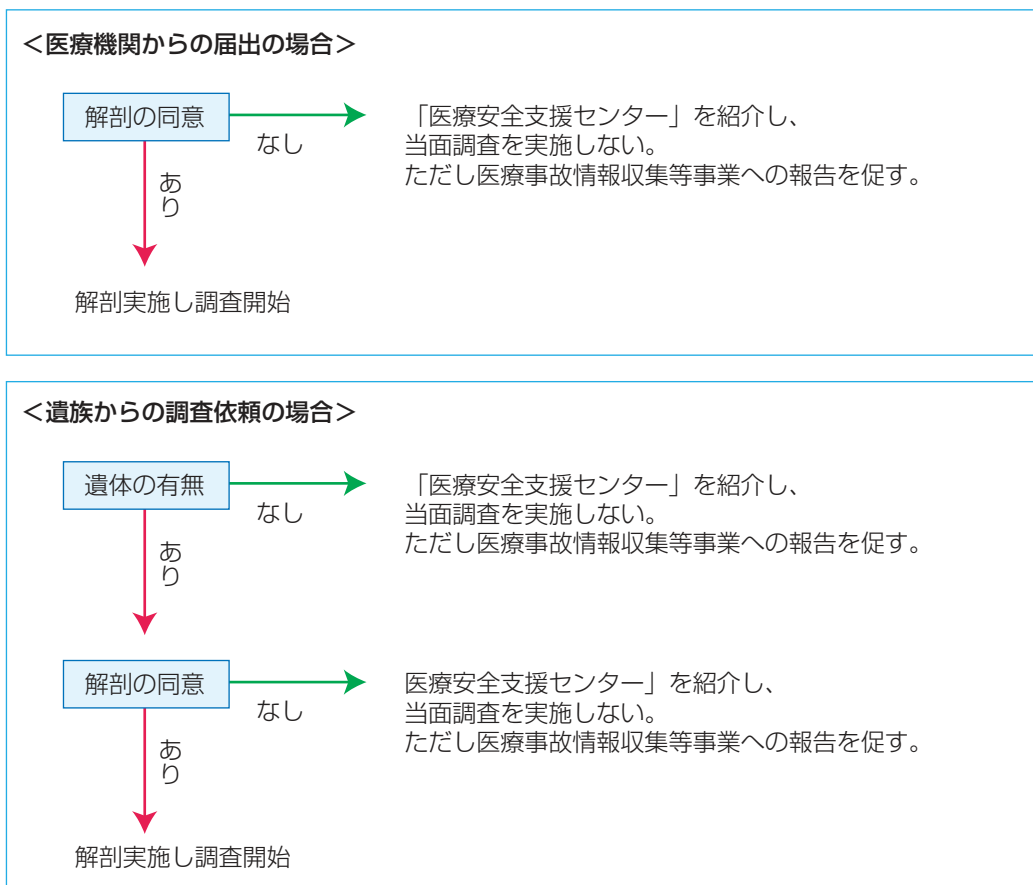 ＜医療機関からの届出の場合＞
解剖の同意
なし
「医療安全支援センター」を紹介し、
当面調査を実施しない。
ただし医療事故情報収集等事業への報告を促す。
あり
解剖実施し調査開始
＜遺族からの調査依頼の場合＞
遺体の有無
なし
「医療安全支援センター」を紹介し、
当面調査を実施しない。
ただし医療事故情報収集等事業への報告を促す。
あり
解剖の同意
なし
医療安全支援センター」を紹介し、
当面調査を実施しない。
ただし医療事故情報収集等事業への報告を促す。
あり
解剖実施し調査開始